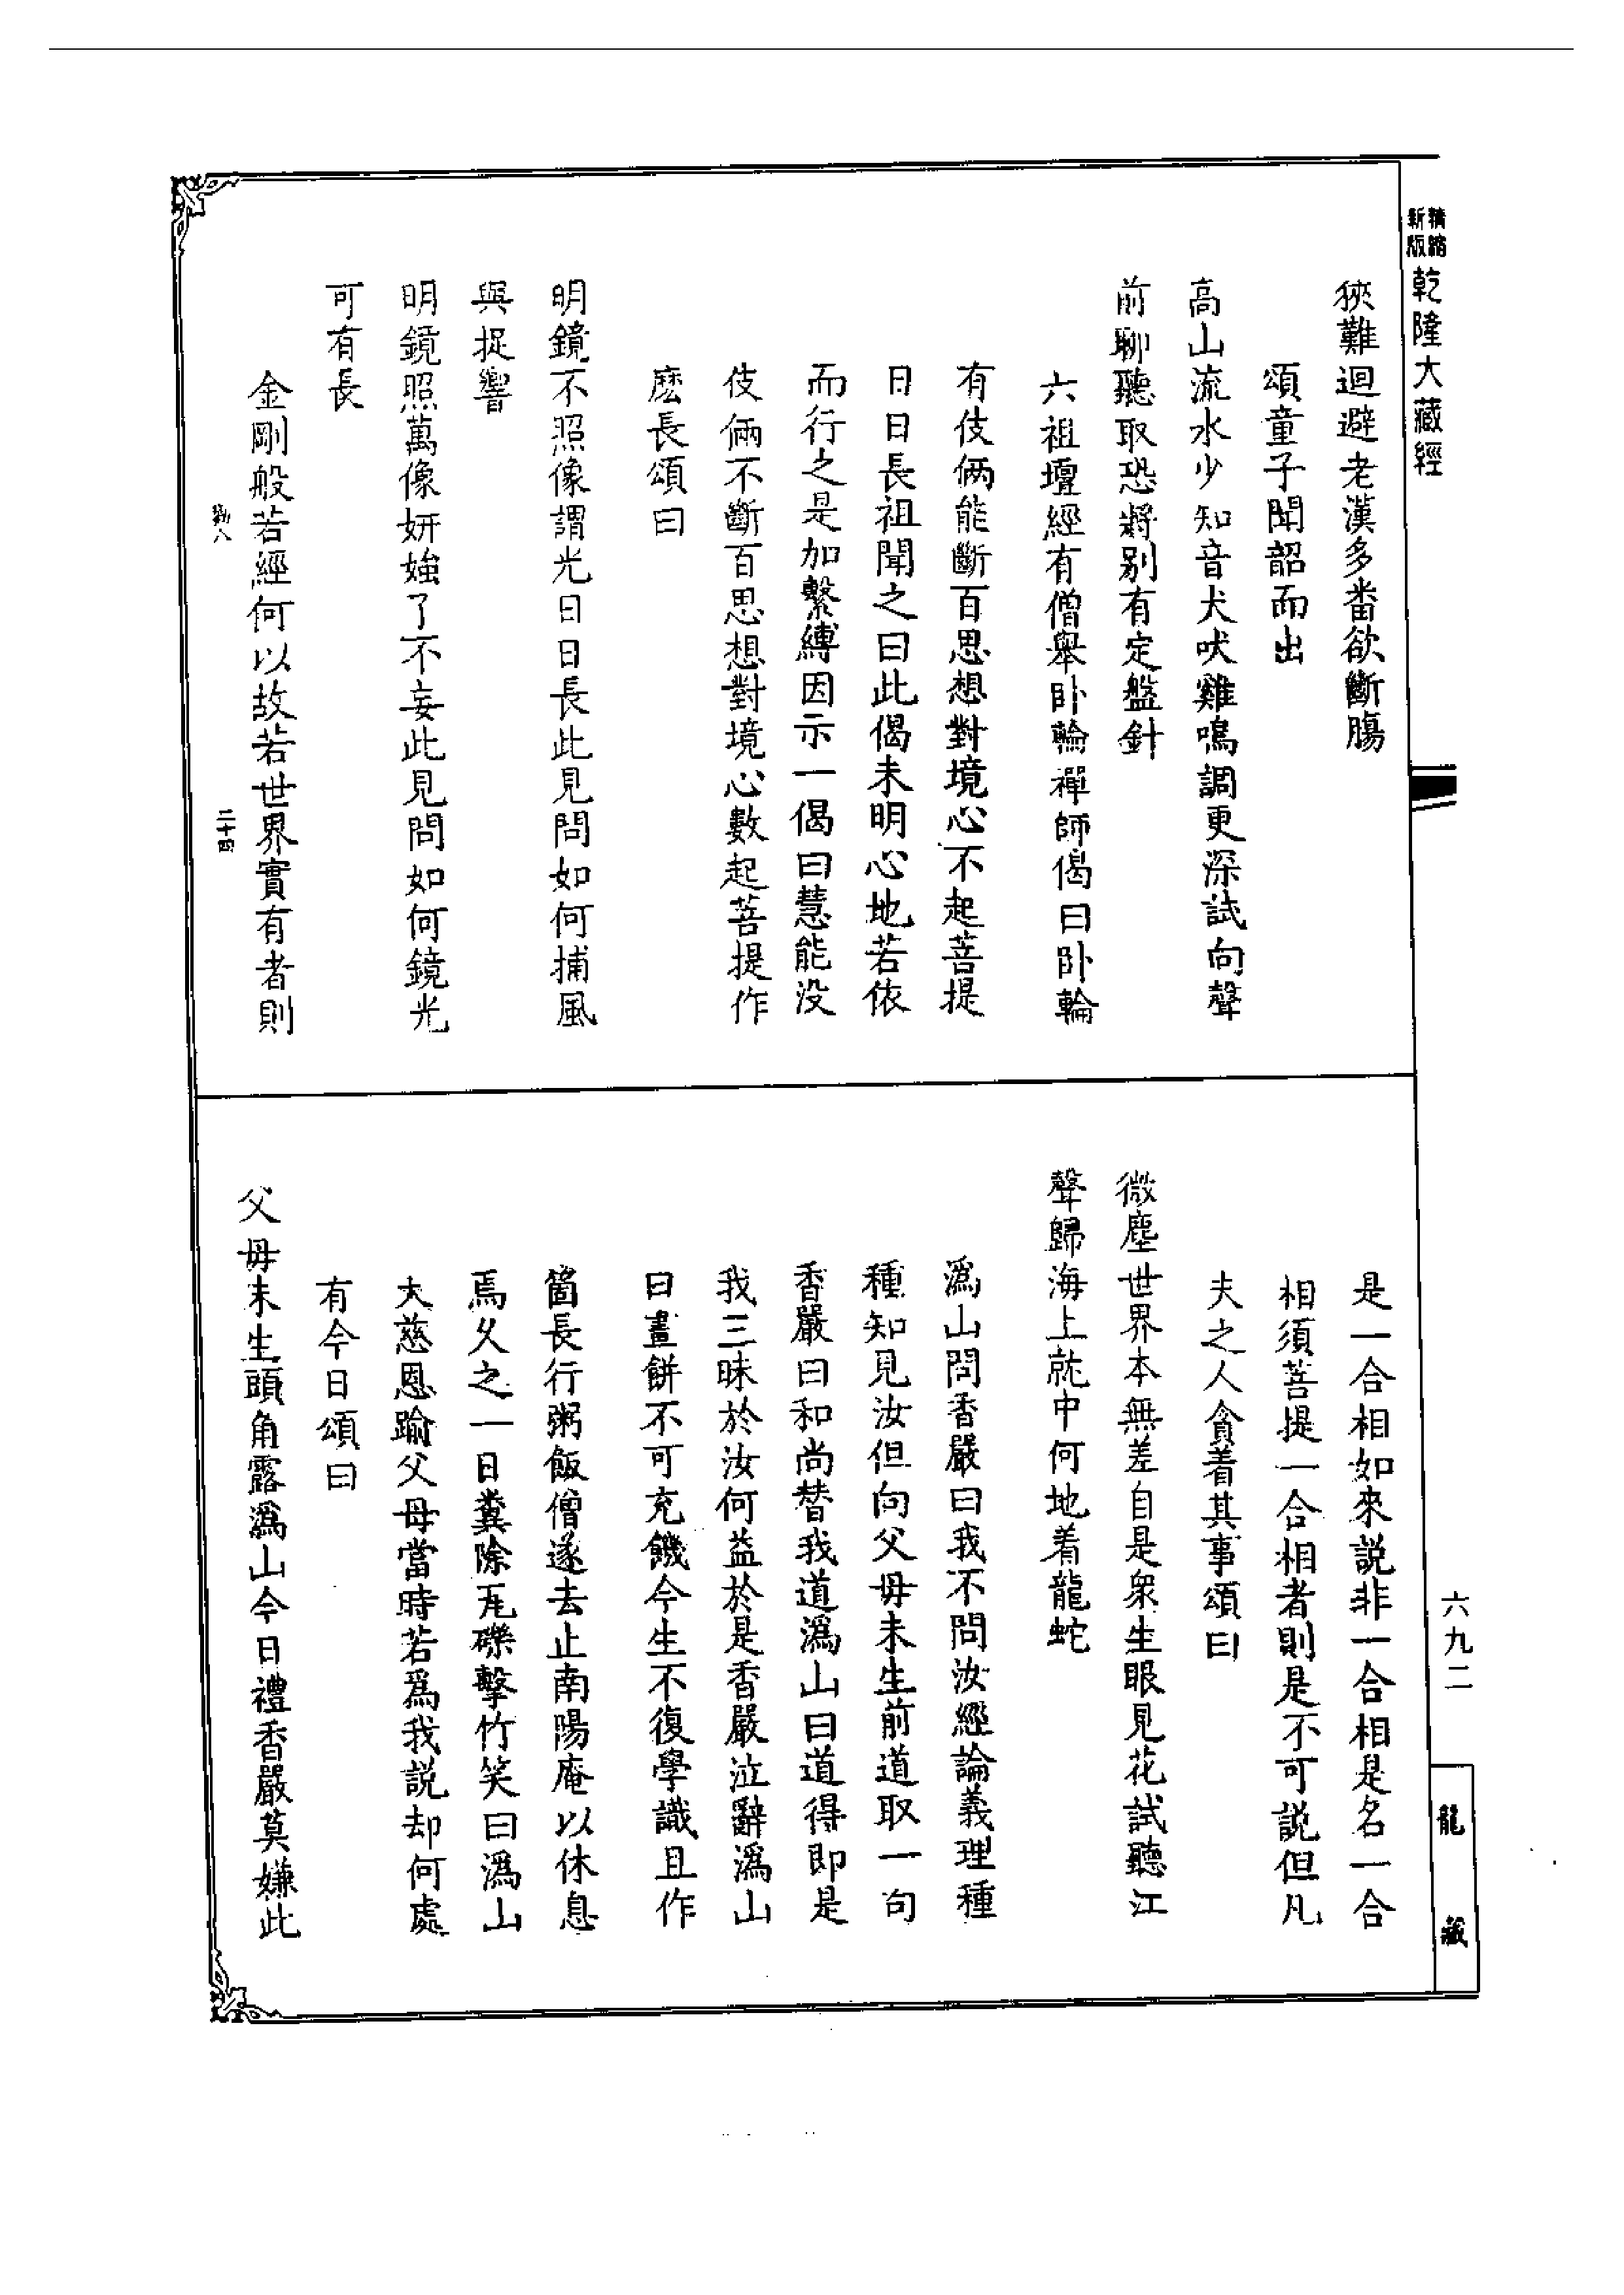 精縮
新版
乾隆大藏經
狹難迴避老漢多番欲斷膓
頌童子聞韶而出
高山流水少知音犬吠雞鳴調更深試向聲
前聊聽取恐將别有定盤針
六祖壇經有僧舉卧輪禪師偈曰卧輪
有伎倆能斷百思想對境心不起菩提
日日長祖聞之曰此偈未明心地若依
而行之是加繫縛因示一偈曰慧能没
伎倆不斷百思想對境心數起菩提作
麽長頌曰
明鏡不照像謂光日日長此見問如何捕風
與捉響
明鏡照萬像妍媸了不妄此見問如何鏡光
可有長
金剛般若經何以故若世界實有者則
二十四
是一合相如來説非一合相是名一合
相須菩提一合相者則是不可説但凡
夫之人貪着其事頌曰
微塵世界本無差自是衆生眼見花試聽江
聲歸海上就中何地着龍蛇
溈山問香嚴曰我不問汝經論義理種
種知見汝但向父毋未生前道取一句
香嚴曰和尚替我道溈山曰道得即是
我三昧於汝何益於是香嚴泣辭溈山
曰畫餅不可充饑今生不復學識且作
箇長行粥飯僧遂去止南陽庵以休息
焉久之一日糞除瓦礫擊竹笑曰溈山
大慈恩踰父母當時若爲我説却何處
有今日頌曰
父毋未生頭角露溈山今日禮香嚴莫嫌此
六九二
龍藏